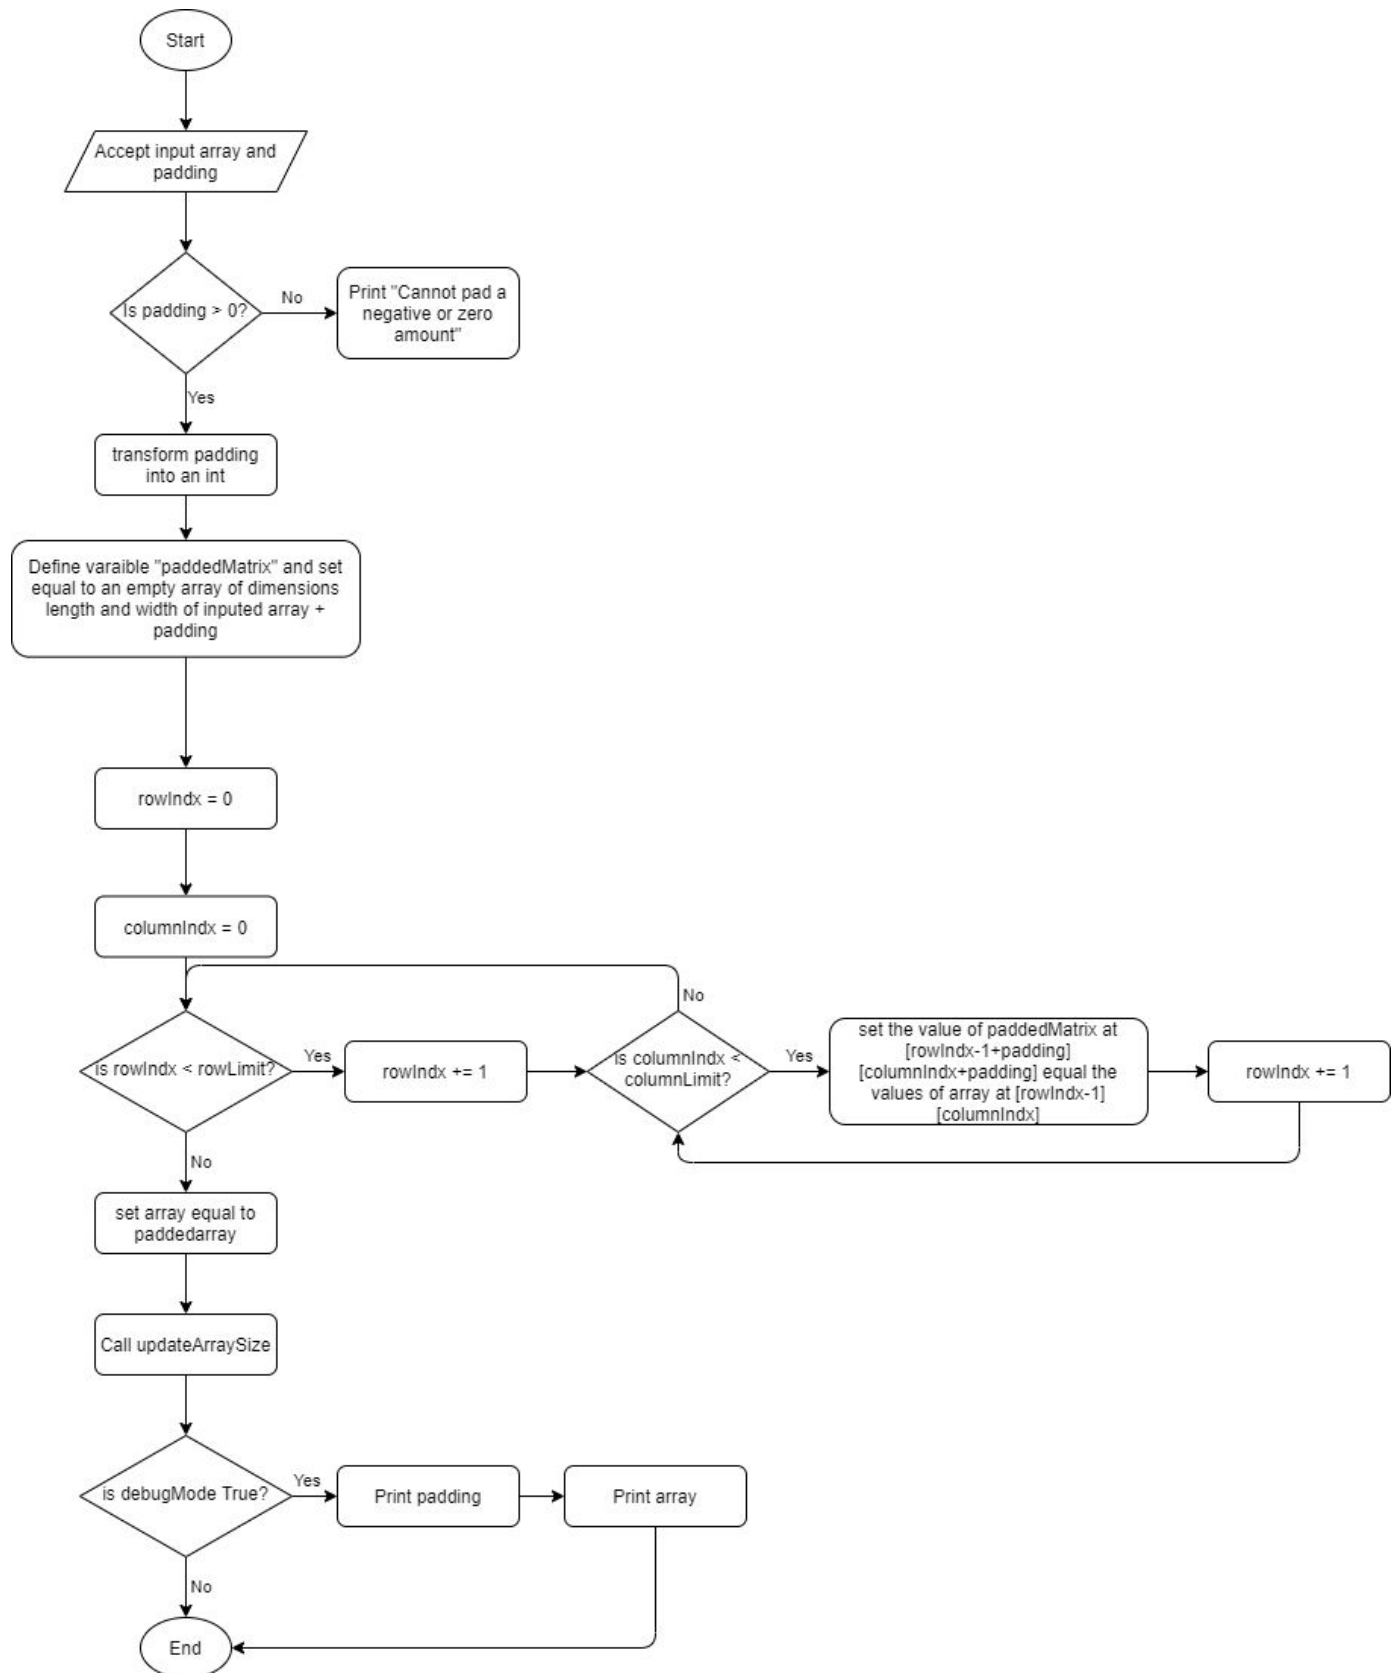 Start
Accept input array and
padding
Is padding > 0?
No
Print "Cannot pad a
negative or zero
amount"
Yes
transform padding
into an int
Define varaible "paddedMatrix" and set
equal to an empty array of dimensions
length and width of inputed array +
padding
rowIndx = 0
columnIndx = 0
No
is rowIndx < rowLimit?
Yes
rowIndx += 1
is columnIndx <
columnLimit?
Yes
set the value of paddedMatrix at
[rowIndx-1+padding]
[columnIndx+padding] equal the
values of array at [rowIndx-1]
[columnIndx]
rowIndx += 1
No
set array equal to
paddedarray
Call updateArraySize
is debugMode True?
Yes
Print padding
Print array
No
End